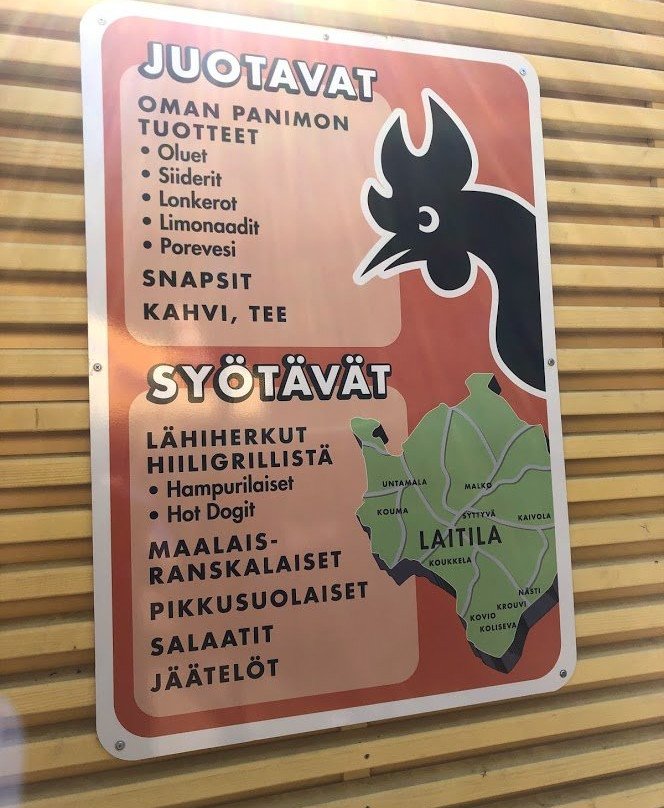 JUOTAVAT
OMAN PANIMON
TUOTTEET
• Oluet
• Siiderit
• Lonkerot
• Limonaadit
• Porevesi
SNAPSIT
KAHVI, TEE
SYÖTÄVÄT
LÄHIHERKUT
HIILIGRILLISTÄ
• Hampurilaiset
• Hot Dogit
MAALAIS-
RANSKALAISET
PIKKUSUOLAISET
SALAATIT
JÄÄTELÖT
UNTAMALA
MALKO
KOUMA
SYTTYVÄ
KAIVOLA
LAITILA
KOUKKELA
NÄSTI
KROUVI
KOVIO
KOLISEVA